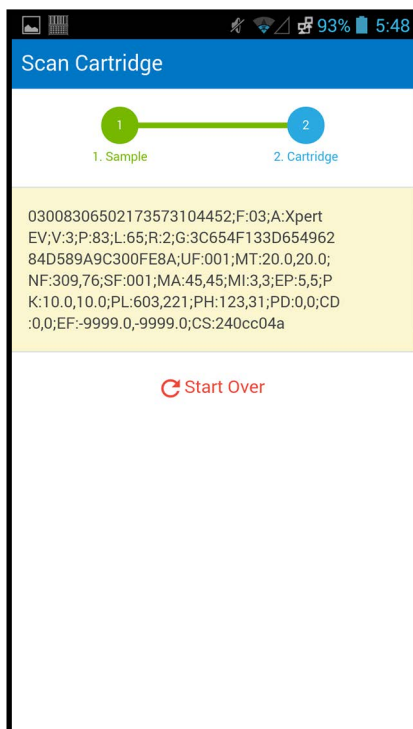 93% 5:48
Scan Cartridge
1 2
1. Sample 2. Cartridge
03008306502173573104452;F:03;A:Xpert
EV;V:3;P:83;L:65;R:2;G:3C654F133D654962
84D589A9C300FE8A;UF:001;MT:20.0,20.0;
NF:309,76;SF:001;MA:45,45;MI:3,3;EP:5,5;P
K:10.0,10.0;PL:603,221;PH:123,31;PD:0,0;CD
:0,0;EF:-9999.0,-9999.0;CS:240cc04a
Start Over